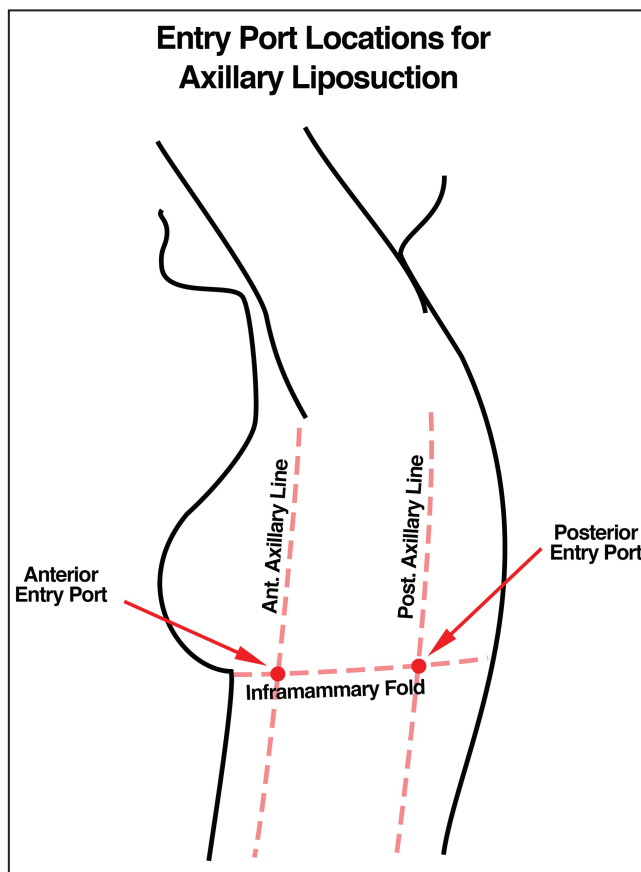 Entry Port Locations for
Axillary Liposuction
Ant. Axillary Line
Post. Axillary Line
Posterior
Entry Port
Anterior
Entry Port
Inframammary Fold